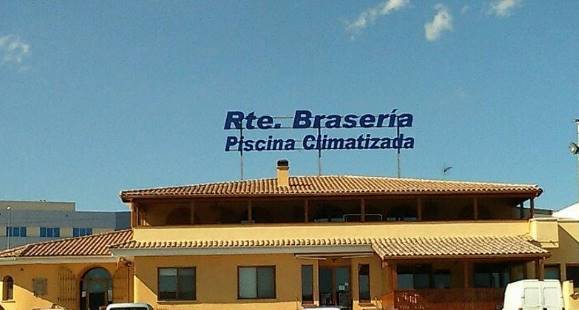 Rte. Brasería
Piscina Climatizada